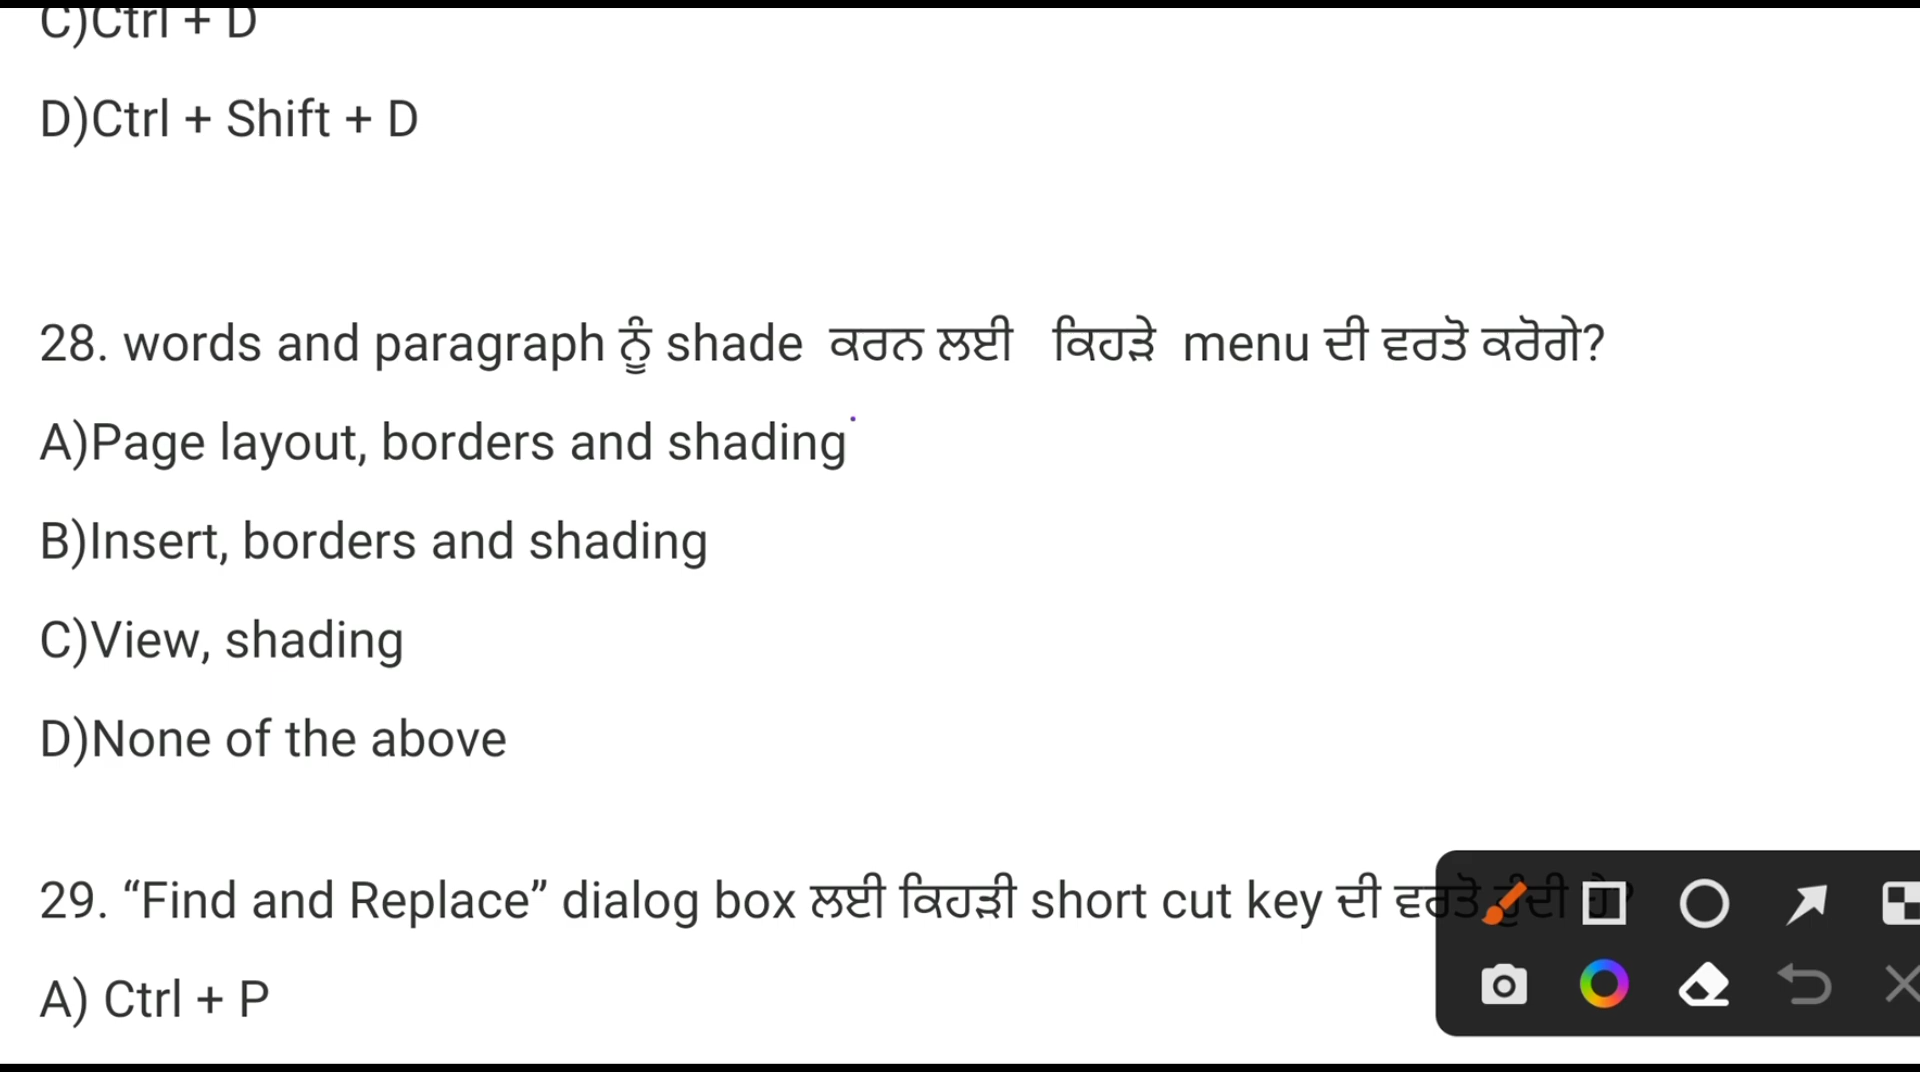 C)Ctrl + D
D)Ctrl + Shift + D
28. words and paragraph ਨੂੰ shade ਕਰਨ ਲਈ ਕਿਹੜੇ menu ਦੀ ਵਰਤੋ ਕਰੋਗੇ?
A)Page layout, borders and shading
B)Insert, borders and shading
C)View, shading
D)None of the above
29. “Find and Replace” dialog box ਲਈ ਕਿਹੜੀ short cut key ਦੀ ਵਰਤੋ ਹੁੰਦੀ ਹੈ?
A) Ctrl + P